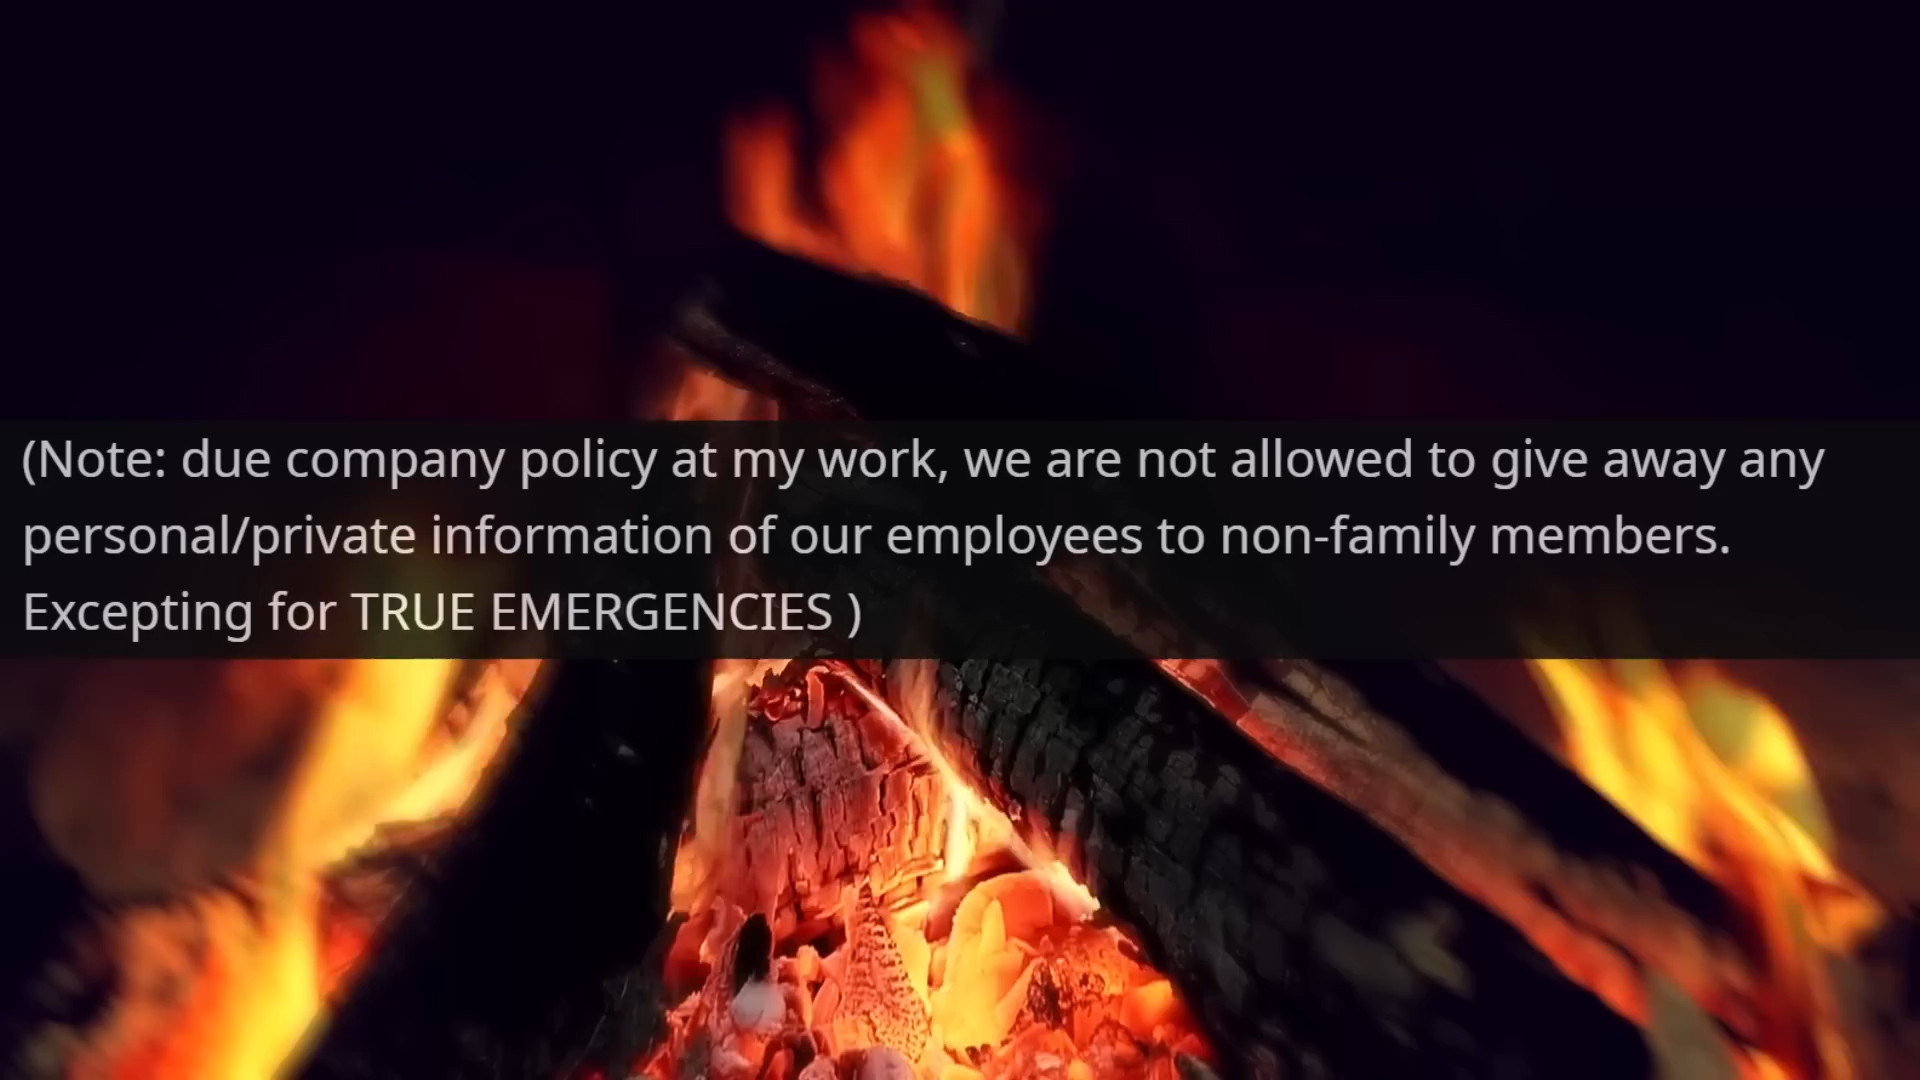 (Note: due company policy at my work, we are not allowed to give away any
personal/private information of our employees to non-family members.
Excepting for TRUE EMERGENCIES )